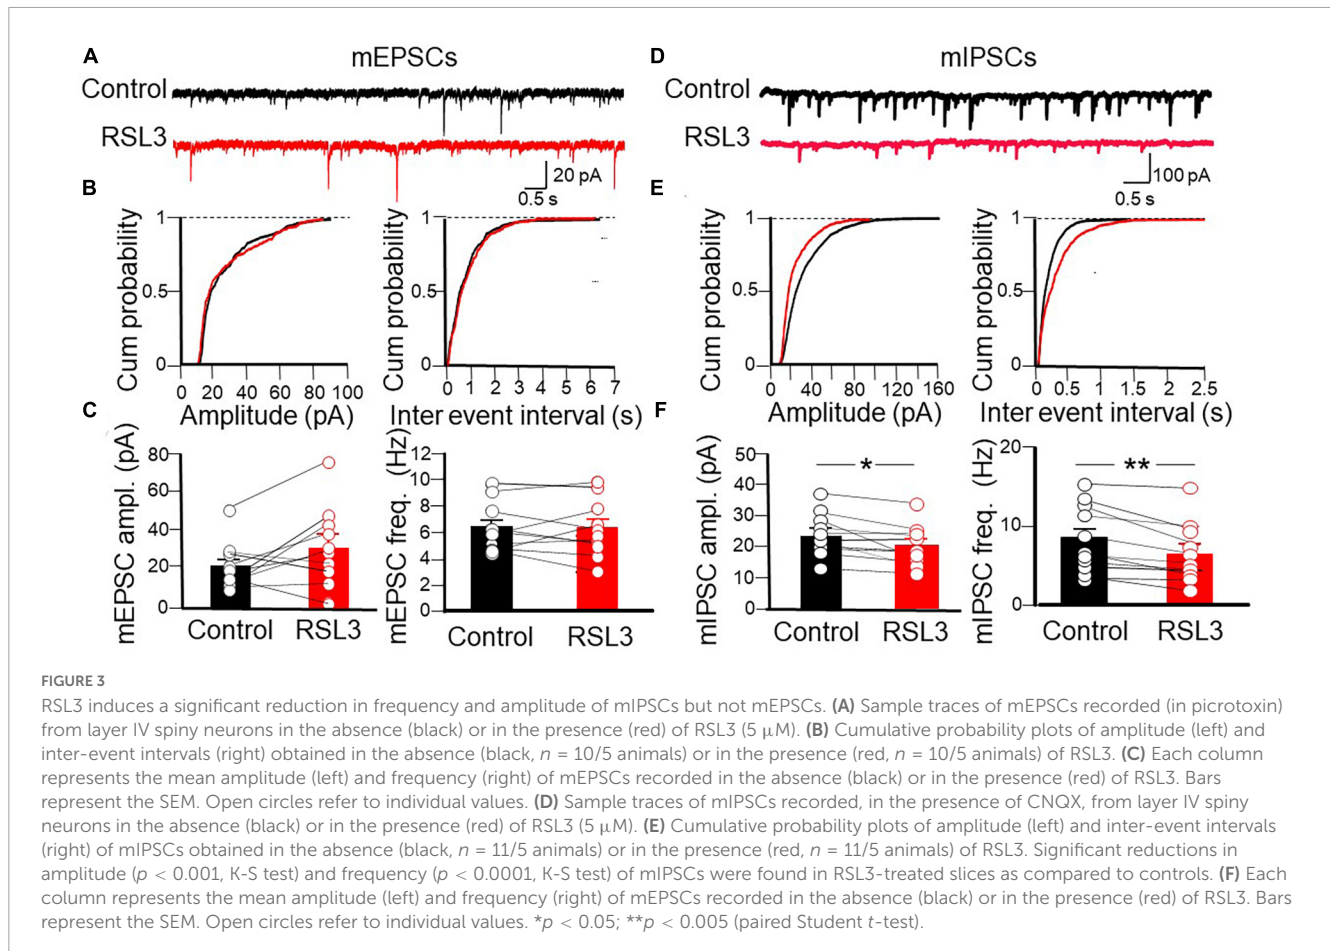 A
mEPSCs
Control
RSL3
20 pA
0.5 s
D
mIPSCs
Control
RSL3
100 pA
0.5 s
B
Cum probability
1
0.5
0
0 20 40 60 80 100
Amplitude (pA)
Cum probability
1
0.5
0
0 1 2 3 4 5 6 7
Inter event interval (s)
E
Cum probability
1
0.5
0
0 40 80 120 160
Amplitude (pA)
Cum probability
1
0.5
0
0 0.5 1 1.5 2 2.5
Inter event interval (s)
C
mEPSC ampl. (pA)
80
60
40
20
0
Control RSL3
mEPSC freq. (Hz)
12
10
8
6
4
2
0
Control RSL3
F
mIPSC ampl. (pA)
50
40
30
20
10
0
*
Control RSL3
mIPSC freq. (Hz)
20
10
0
**
Control RSL3
FIGURE 3
RSL3 induces a significant reduction in frequency and amplitude of mIPSCs but not mEPSCs. (A) Sample traces of mEPSCs recorded (in picrotoxin)
from layer IV spiny neurons in the absence (black) or in the presence (red) of RSL3 (5 μM). (B) Cumulative probability plots of amplitude (left) and
inter-event intervals (right) obtained in the absence (black, n = 10/5 animals) or in the presence (red, n = 10/5 animals) of RSL3. (C) Each column
represents the mean amplitude (left) and frequency (right) of mEPSCs recorded in the absence (black) or in the presence (red) of RSL3. Bars
represent the SEM. Open circles refer to individual values. (D) Sample traces of mIPSCs recorded, in the presence of CNQX, from layer IV spiny
neurons in the absence (black) or in the presence (red) of RSL3 (5 μM). (E) Cumulative probability plots of amplitude (left) and inter-event intervals
(right) of mIPSCs obtained in the absence (black, n = 11/5 animals) or in the presence (red, n = 11/5 animals) of RSL3. Significant reductions in
amplitude (p < 0.001, K-S test) and frequency (p < 0.0001, K-S test) of mIPSCs were found in RSL3-treated slices as compared to controls. (F) Each
column represents the mean amplitude (left) and frequency (right) of mEPSCs recorded in the absence (black) or in the presence (red) of RSL3. Bars
represent the SEM. Open circles refer to individual values. *p < 0.05; **p < 0.005 (paired Student t-test).